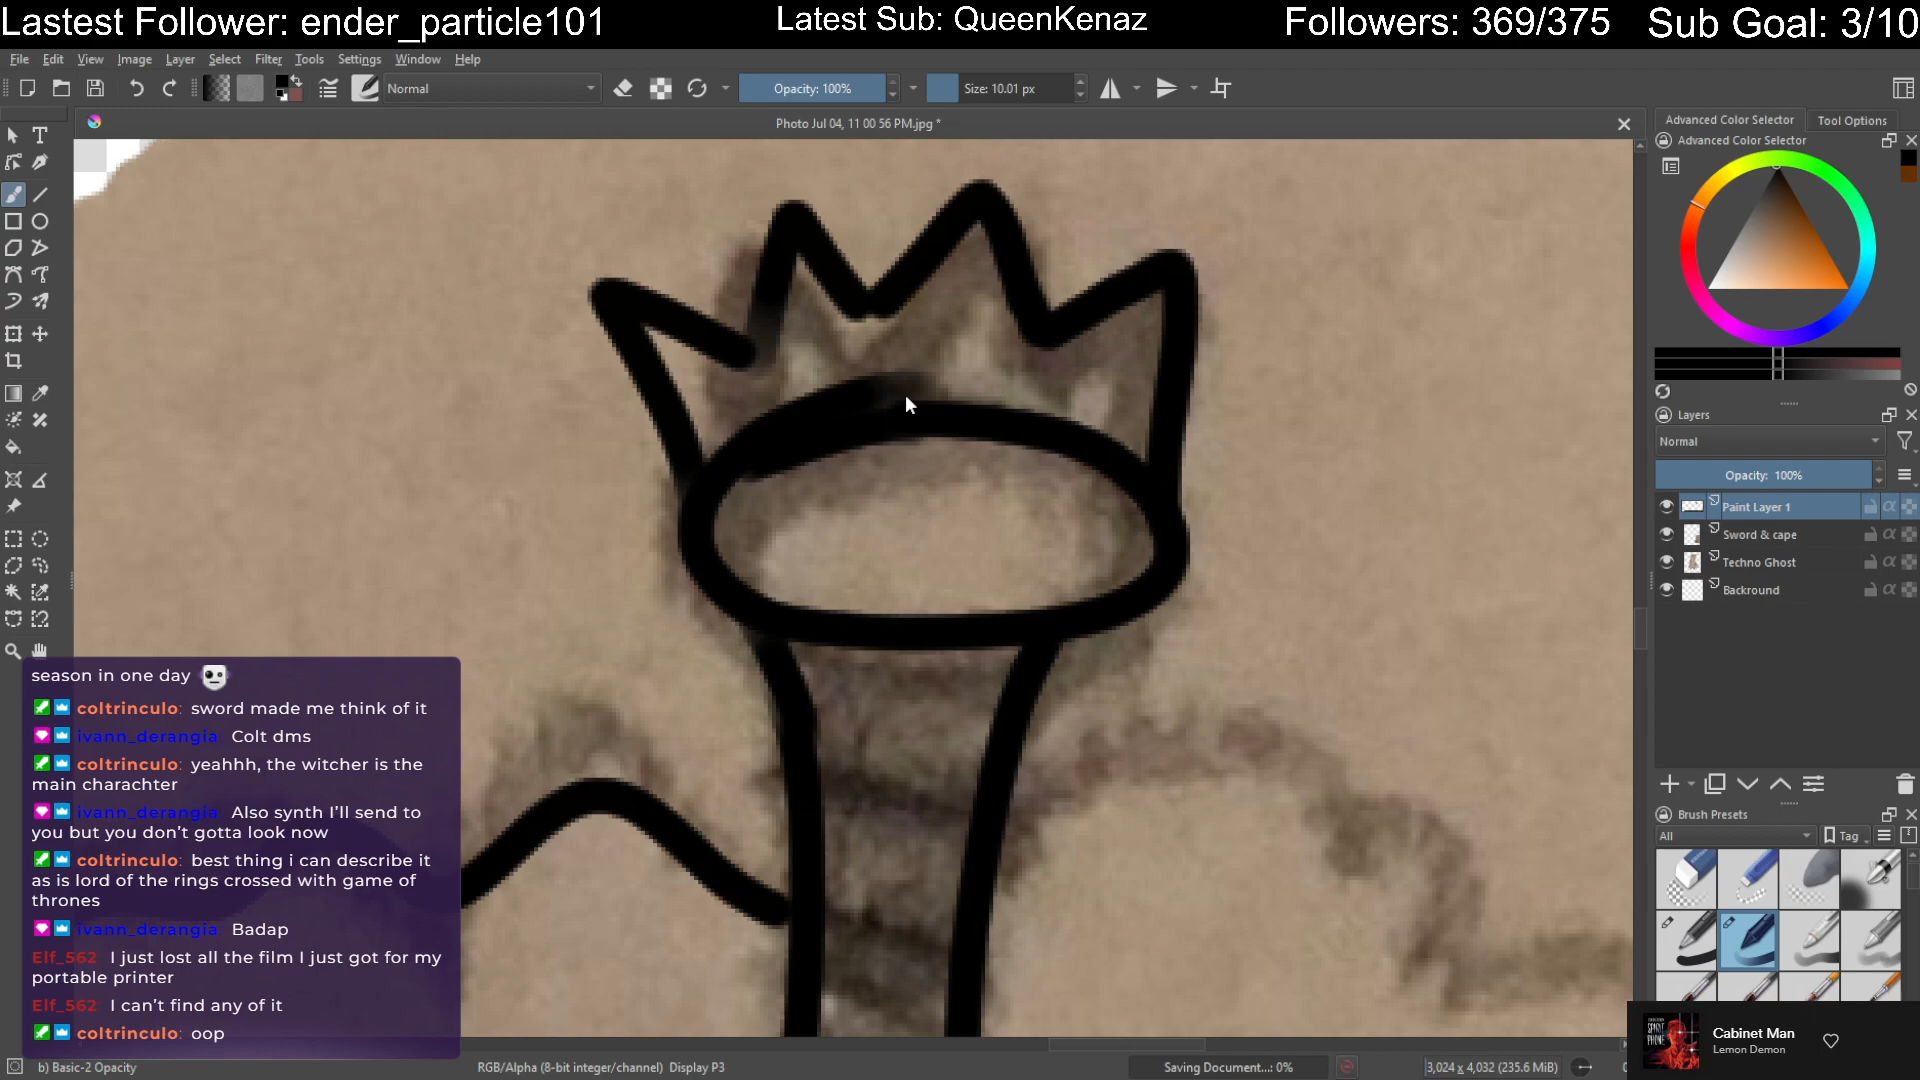 Lastest Follower: ender_particle101 Latest Sub: QueenKenaz Followers: 369/375 Sub Goal: 3/10
File Edit View Image Layer Select Filter Tools Settings Window Help
Normal Opacity: 100% Size: 10.01 px
Photo Jul 04, 11 00 56 PM.jpg *
Advanced Color Selector Tool Options
Advanced Color Selector
Layers
Normal
Opacity: 100%
Paint Layer 1
Sword & cape
Techno Ghost
Backround
Brush Presets
All Tag
season in one day
coltrinculo: sword made me think of it
ivann_derangia: Colt dms
coltrinculo: yeahhh, the witcher is the
main charachter
ivann_derangia: Also synth I'll send to
you but you don't gotta look now
coltrinculo: best thing i can describe it
as is lord of the rings crossed with game of
thrones
ivann_derangia: Badap
Elf_562: I just lost all the film I just got for my
portable printer
Elf_562: I can't find any of it
coltrinculo: oop
Cabinet Man
Lemon Demon
b) Basic-2 Opacity RGB/Alpha (8-bit integer/channel) Display P3 Saving Document...: 0% 3,024 x 4,032 (235.6 MiB)